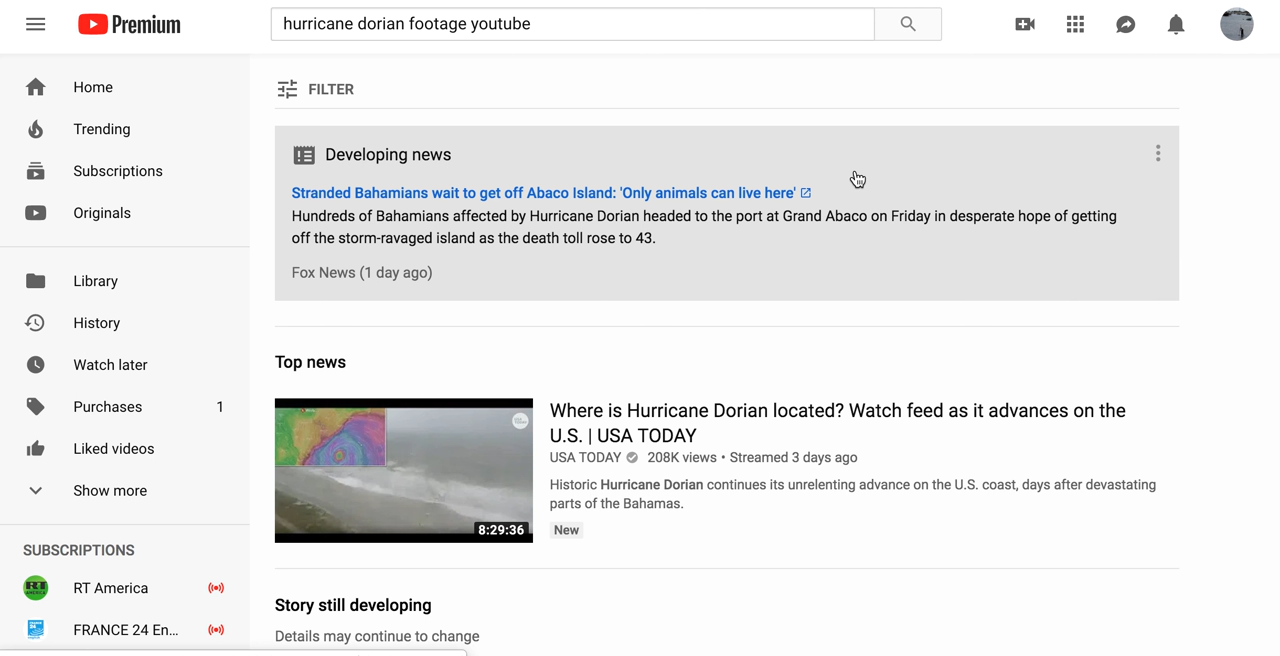 Premium
hurricane dorian footage youtube
Home
Trending
Subscriptions
Originals
Library
History
Watch later
Purchases 1
Liked videos
Show more
SUBSCRIPTIONS
RT America
FRANCE 24 En...
FILTER
Developing news
Stranded Bahamians wait to get off Abaco Island: 'Only animals can live here'
Hundreds of Bahamians affected by Hurricane Dorian headed to the port at Grand Abaco on Friday in desperate hope of getting
off the storm-ravaged island as the death toll rose to 43.
Fox News (1 day ago)
Top news
8:29:36
Where is Hurricane Dorian located? Watch feed as it advances on the
U.S. | USA TODAY
USA TODAY 208K views • Streamed 3 days ago
Historic Hurricane Dorian continues its unrelenting advance on the U.S. coast, days after devastating
parts of the Bahamas.
New
Story still developing
Details may continue to change